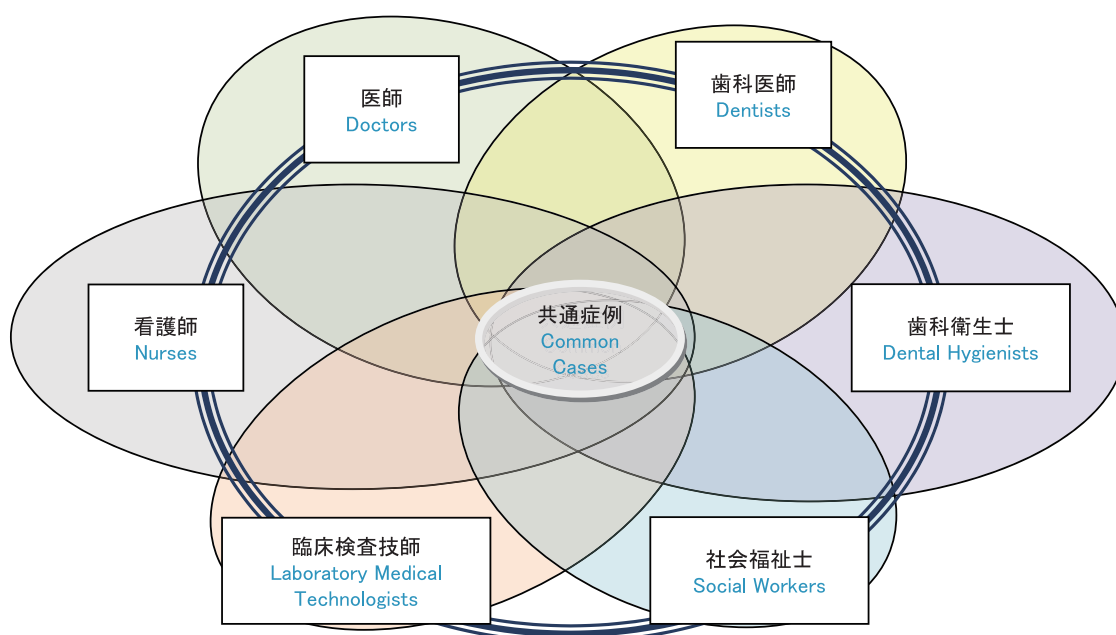 医師
Doctors
歯科医師
Dentists
看護師
Nurses
共通症例
Common
Cases
歯科衛生士
Dental Hygienists
臨床検査技師
Laboratory Medical
Technologists
社会福祉士
Social Workers